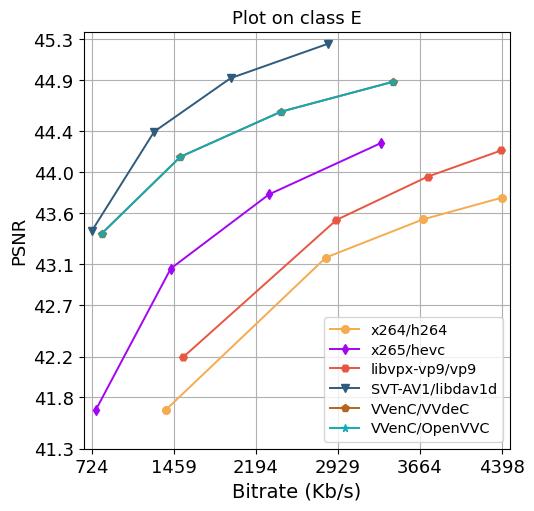 Plot on class E
PSNR
45.3
44.9
44.4
44.0
43.6
43.1
42.7
42.2
41.8
41.3
x264/h264
x265/hevc
libvpx-vp9/vp9
SVT-AV1/libdav1d
VVenC/VVdeC
VVenC/OpenVVC
724 1459 2194 2929 3664 4398
Bitrate (Kb/s)